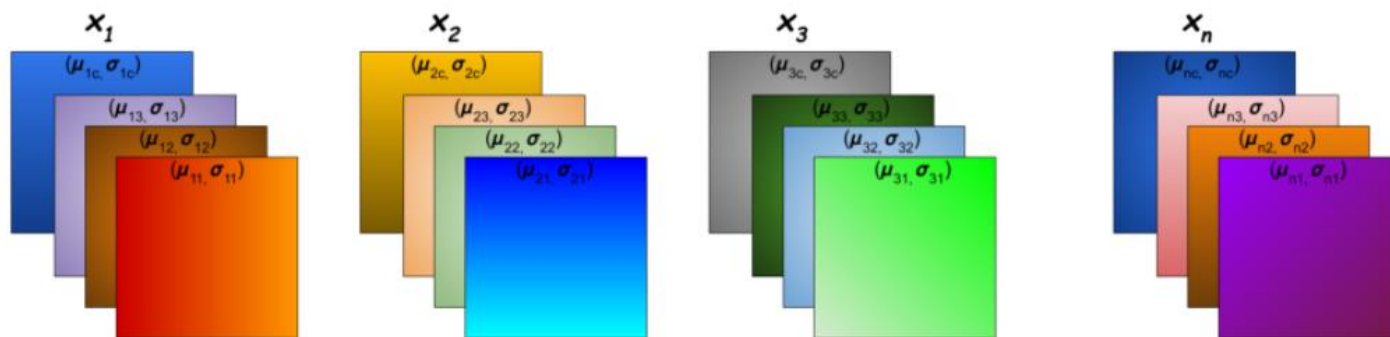 x₁ x₂ x₃ xₙ
(μ₁c, σ₁c) (μ₂c, σ₂c) (μ₃c, σ₃c) (μₙc, σₙc)
(μ₁₃, σ₁₃) (μ₂₃, σ₂₃) (μ₃₃, σ₃₃) (μₙ₃, σₙ₃)
(μ₁₂, σ₁₂) (μ₂₂, σ₂₂) (μ₃₂, σ₃₂) (μₙ₂, σₙ₂)
(μ₁₁, σ₁₁) (μ₂₁, σ₂₁) (μ₃₁, σ₃₁) (μₙ₁, σₙ₁)